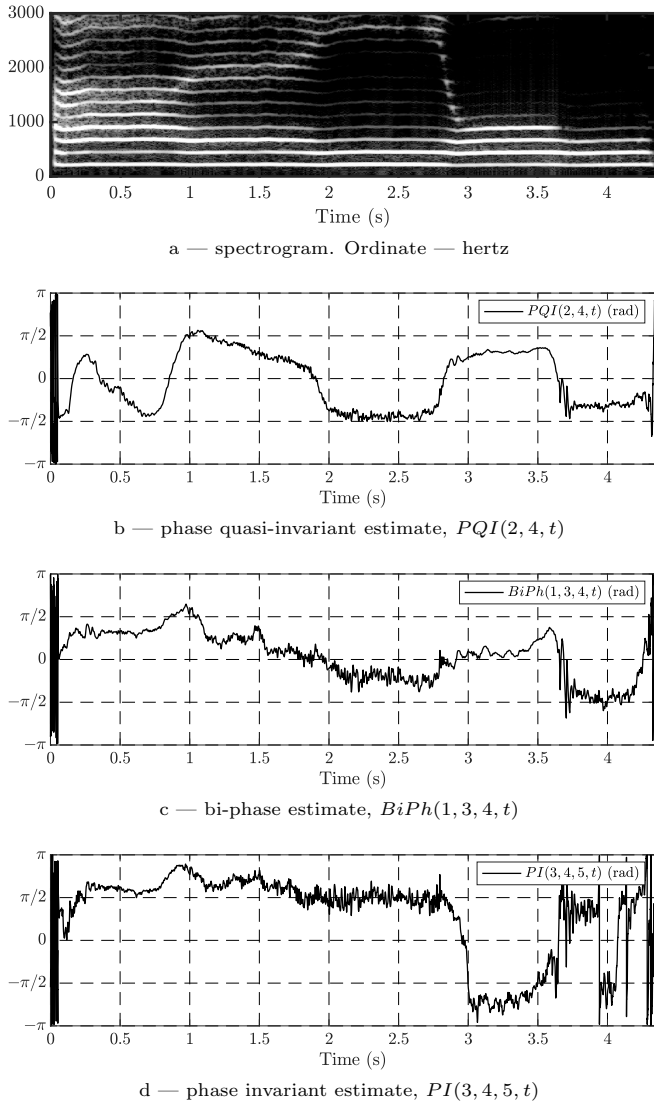 3000
2000
1000
0
0 0.5 1 1.5 2 2.5 3 3.5 4
Time (s)
a — spectrogram. Ordinate — hertz
π
π/2
0
−π/2
−π
PQI(2, 4, t) (rad)
0 0.5 1 1.5 2 2.5 3 3.5 4
Time (s)
b — phase quasi-invariant estimate, PQI(2, 4, t)
π
π/2
0
−π/2
−π
BiPh(1, 3, 4, t) (rad)
0 0.5 1 1.5 2 2.5 3 3.5 4
Time (s)
c — bi-phase estimate, BiPh(1, 3, 4, t)
π
π/2
0
−π/2
−π
PI(3, 4, 5, t) (rad)
0 0.5 1 1.5 2 2.5 3 3.5 4
Time (s)
d — phase invariant estimate, PI(3, 4, 5, t)